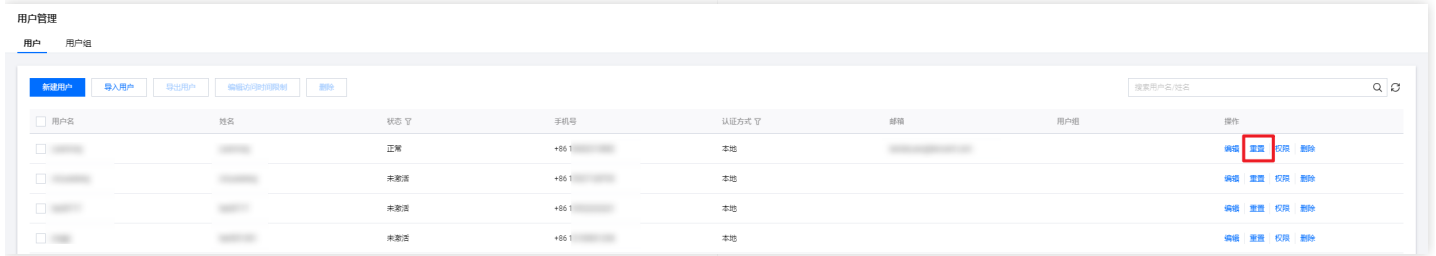 用户管理
用户 用户组
新建用户 导入用户 导出用户 编辑访问时间限制 删除 搜索用户名/姓名
用户名 姓名 状态 手机号 认证方式 邮箱 用户组 操作
正常 +86 1 本地 编辑 重置 权限 删除
未激活 +86 1 本地 编辑 重置 权限 删除
未激活 +86 1 本地 编辑 重置 权限 删除
未激活 +86 1 本地 编辑 重置 权限 删除